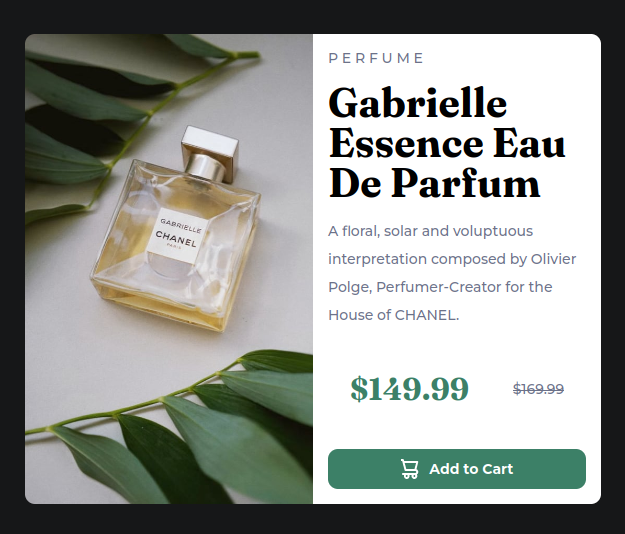 PERFUME
Gabrielle
Essence Eau
De Parfum
A floral, solar and voluptuous
interpretation composed by Olivier
Polge, Perfumer-Creator for the
House of CHANEL.
$149.99 $169.99
Add to Cart
GABRIELLE
CHANEL
PARIS